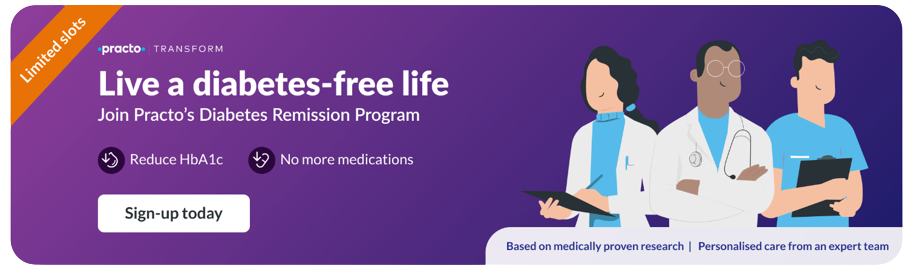 Limited slots
practo | TRANSFORM
Live a diabetes-free life
Join Practo's Diabetes Remission Program
Reduce HbA1c No more medications
Sign-up today
Based on medically proven research | Personalised care from an expert team